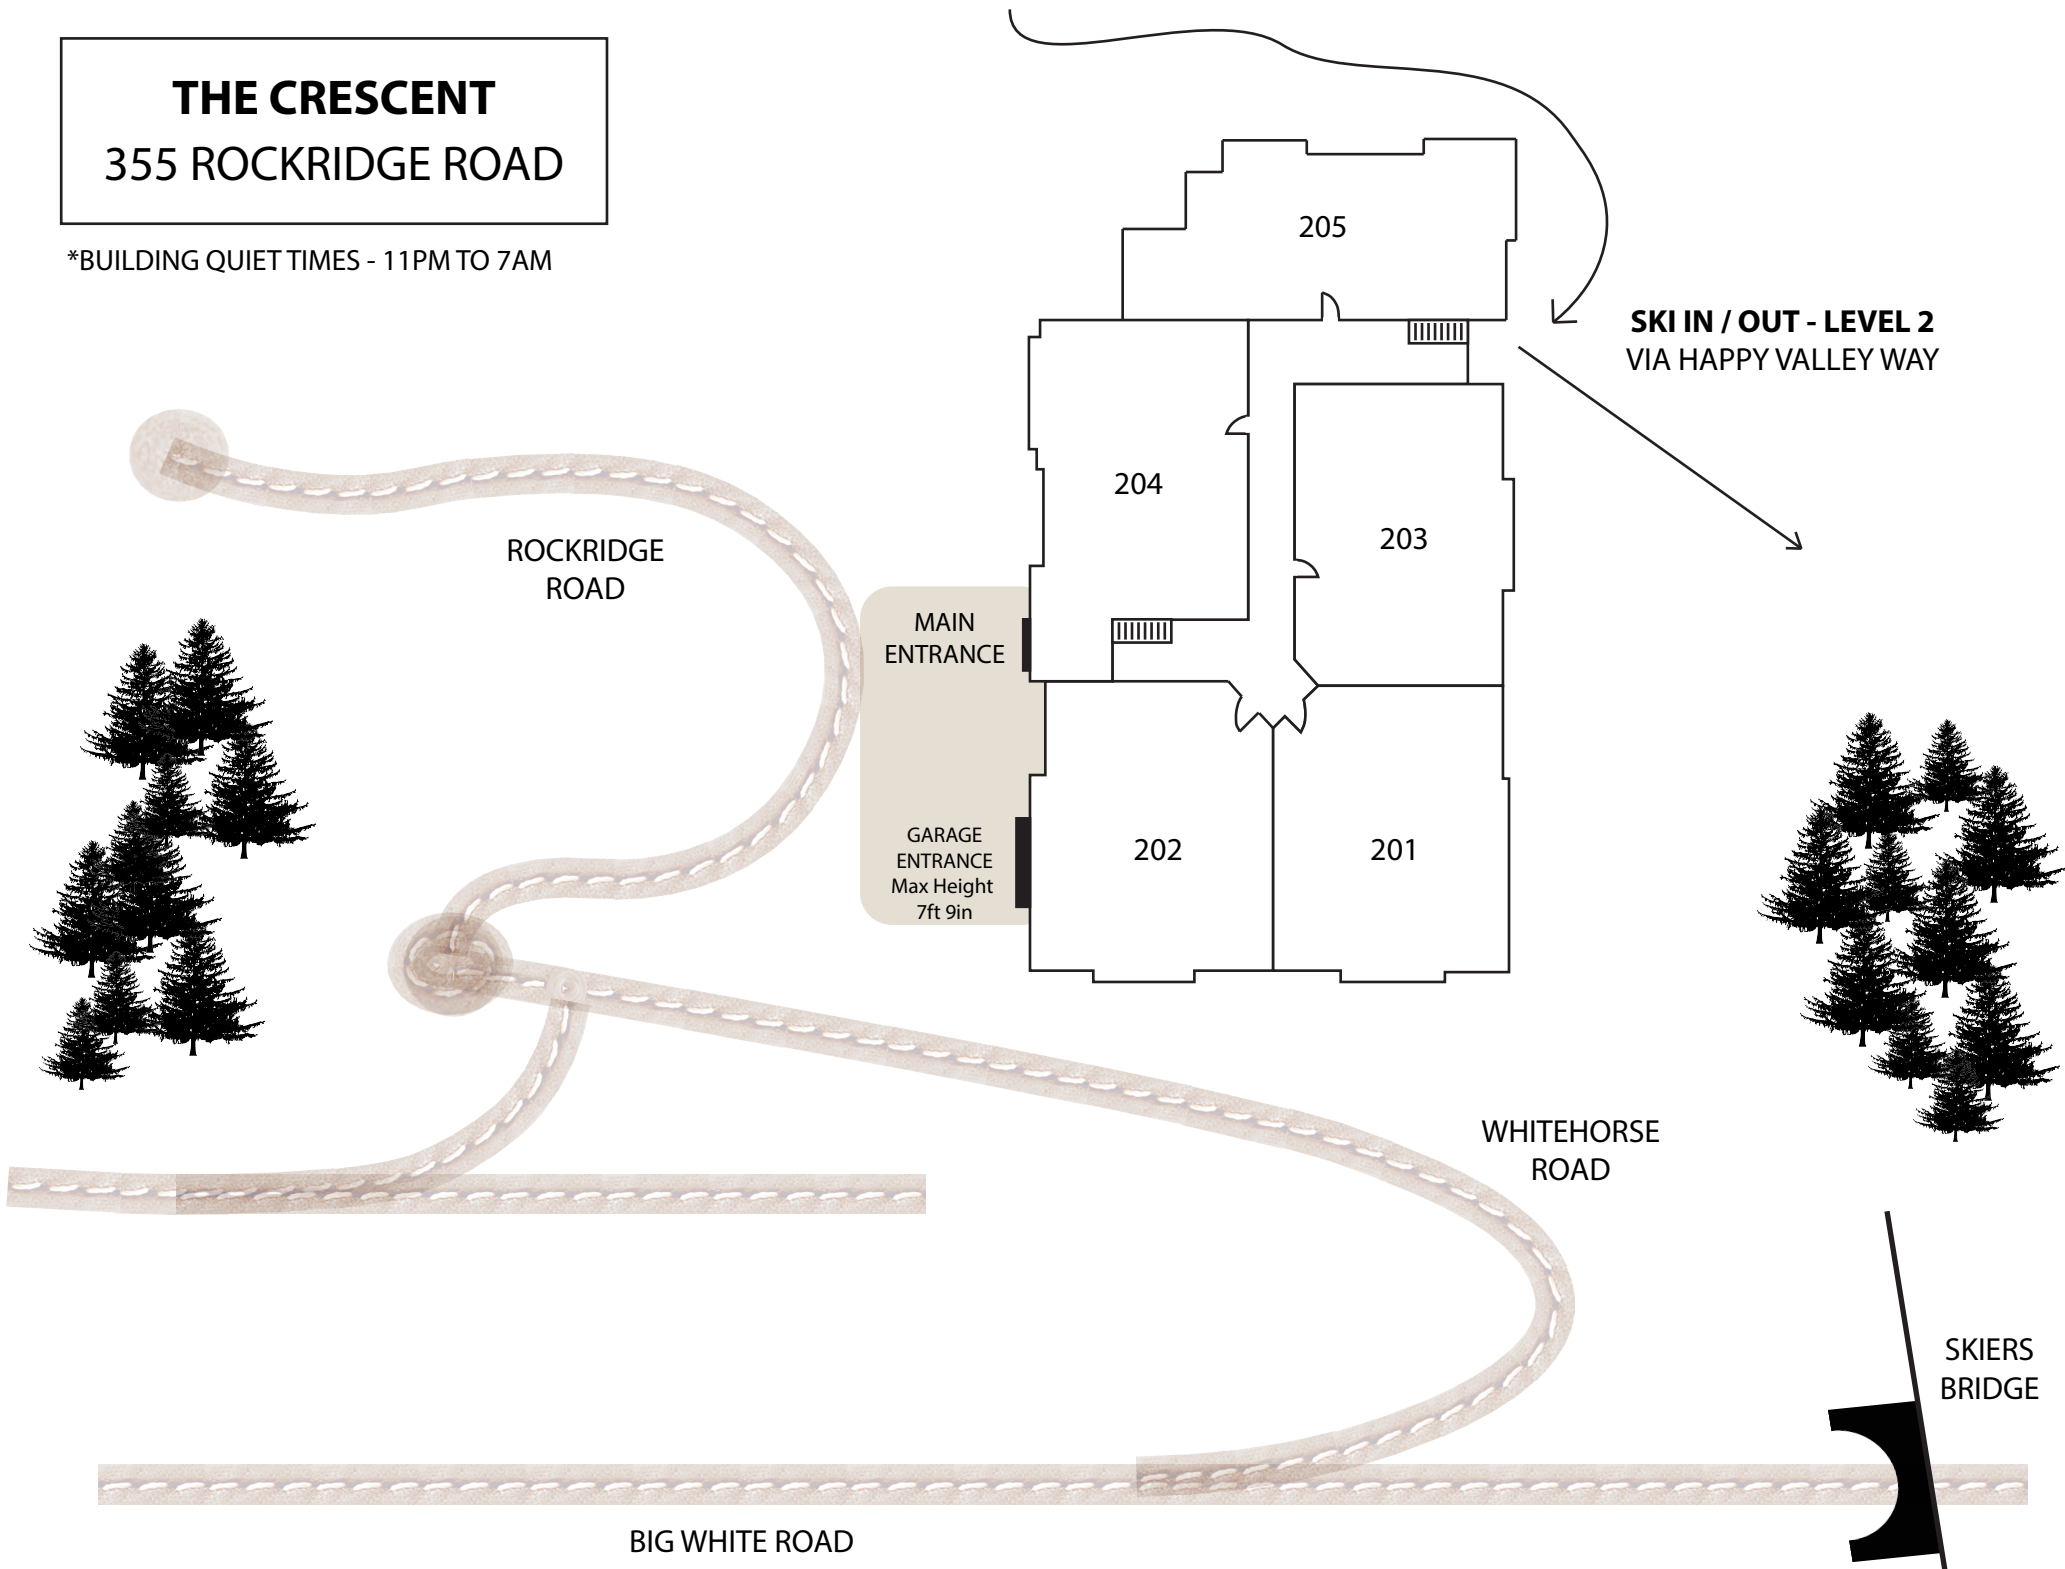 THE CRESCENT
355 ROCKRIDGE ROAD
*BUILDING QUIET TIMES - 11PM TO 7AM
205
SKI IN / OUT - LEVEL 2
VIA HAPPY VALLEY WAY
204
203
ROCKRIDGE
ROAD
MAIN
ENTRANCE
GARAGE
ENTRANCE
Max Height
7ft 9in
202
201
WHITEHORSE
ROAD
SKIERS
BRIDGE
BIG WHITE ROAD